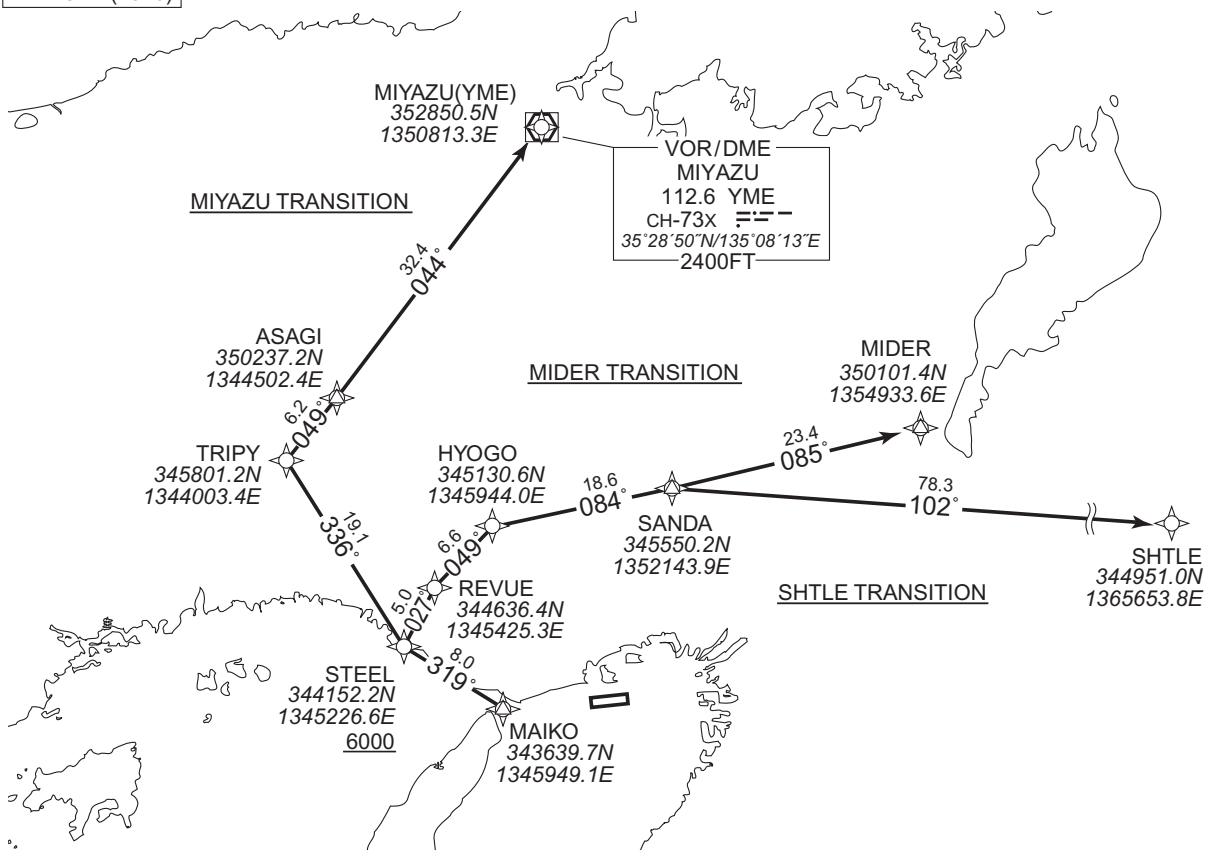 MIYAZU(YME)
352850.5N
1350813.3E
VOR/DME
MIYAZU
112.6 YME
CH-73X
35°28´50˝N/135°08´13˝E
2400FT
MIYAZU TRANSITION
32.4
044°
ASAGI
350237.2N
1344502.4E
MIDER TRANSITION
MIDER
350101.4N
1354933.6E
6.2
049°
TRIPY
345801.2N
1344003.4E
HYOGO
345130.6N
1345944.0E
23.4
085°
18.6
084°
78.3
102°
SANDA
345550.2N
1352143.9E
19.1
336°
6.6
049°
SHTLE
344951.0N
1365653.8E
REVUE
344636.4N
1345425.3E
SHTLE TRANSITION
5.0
027°
STEEL
344152.2N
1345226.6E
6000
8.0
319°
MAIKO
343639.7N
1345949.1E